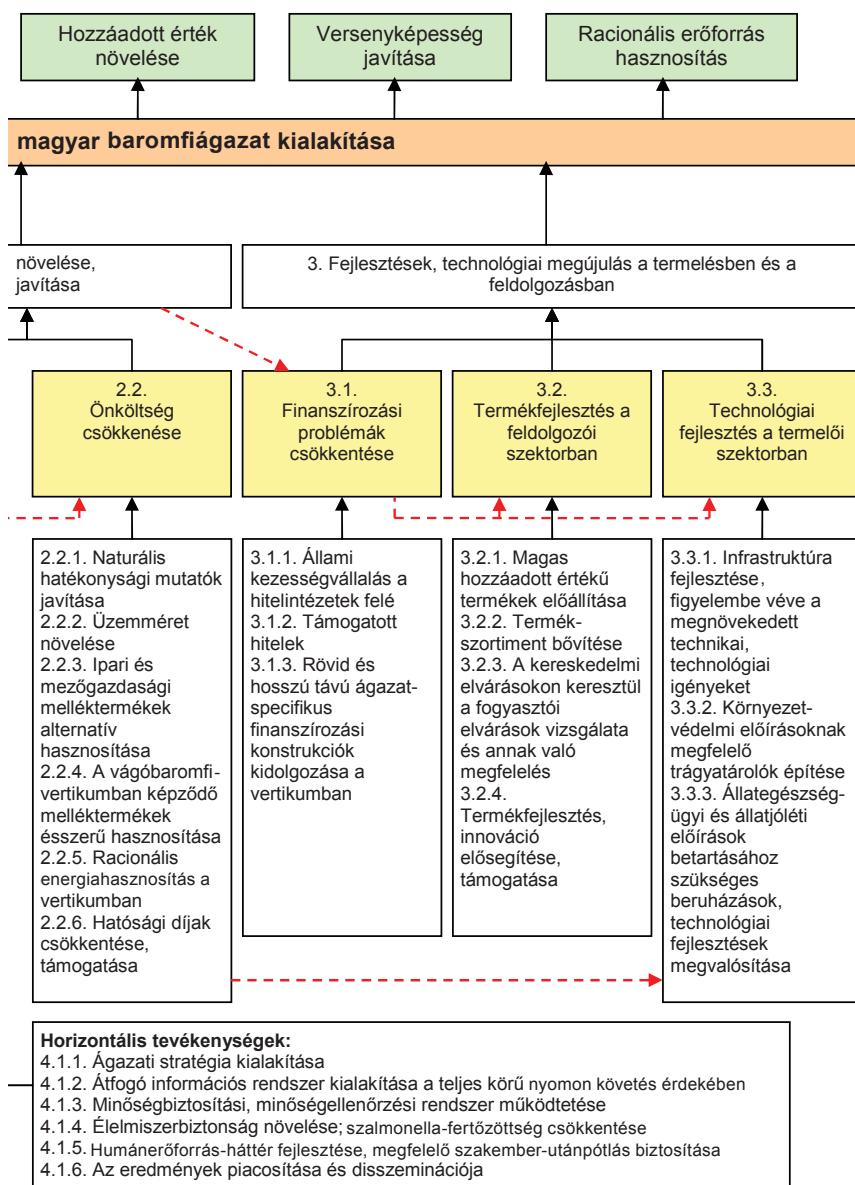 Hozzáadott érték
növelése
Versenyképesség
javítása
Racionális erőforrás
hasznosítás
magyar baromfiágazat kialakítása
növelése,
javítása
3. Fejlesztések, technológiai megújulás a termelésben és a
feldolgozásban
2.2.
Önköltség
csökkenése
3.1.
Finanszírozási
problémák
csökkentése
3.2.
Termékfejlesztés a
feldolgozói
szektorban
3.3.
Technológiai
fejlesztés a termelői
szektorban
2.2.1. Naturális
hatékonysági mutatók
javítása
2.2.2. Üzemméret
növelése
2.2.3. Ipari és
mezőgazdasági
melléktermékek
alternatív
hasznosítása
2.2.4. A vágóbaromfi-
vertikumban képződő
melléktermékek
ésszerű hasznosítása
2.2.5. Racionális
energiahasznosítás a
vertikumban
2.2.6. Hatósági díjak
csökkentése,
támogatása
3.1.1. Állami
kezességvállalás a
hitelintézetek felé
3.1.2. Támogatott
hitelek
3.1.3. Rövid és
hosszú távú ágazat-
specifikus
finanszírozási
konstrukciók
kidolgozása a
vertikumban
3.2.1. Magas
hozzáadott értékű
termékek előállítása
3.2.2. Termék-
szortiment bővítése
3.2.3. A kereskedelmi
elvárásokon keresztül
a fogyasztói
elvárások vizsgálata
és annak való
megfelelés
3.2.4.
Termékfejlesztés,
innováció
elősegítése,
támogatása
3.3.1. Infrastruktúra
fejlesztése,
figyelembe véve a
megnövekedett
technikai,
technológiai
igényeket
3.3.2. Környezet-
védelmi előírásoknak
megfelelő
trágyatárolók építése
3.3.3. Állategészség-
ügyi és állatjóléti
előírások
betartásához
szükséges
beruházások,
technológiai
fejlesztések
megvalósítása
Horizontális tevékenységek:
4.1.1. Ágazati stratégia kialakítása
4.1.2. Átfogó információs rendszer kialakítása a teljes körű nyomon követés érdekében
4.1.3. Minőségbiztosítási, minőségellenőrzési rendszer működtetése
4.1.4. Élelmiszerbiztonság növelése; szalmonella-fertőzöttség csökkentése
4.1.5. Humánerőforrás-háttér fejlesztése, megfelelő szakember-utánpótlás biztosítása
4.1.6. Az eredmények piacosítása és disszeminációja